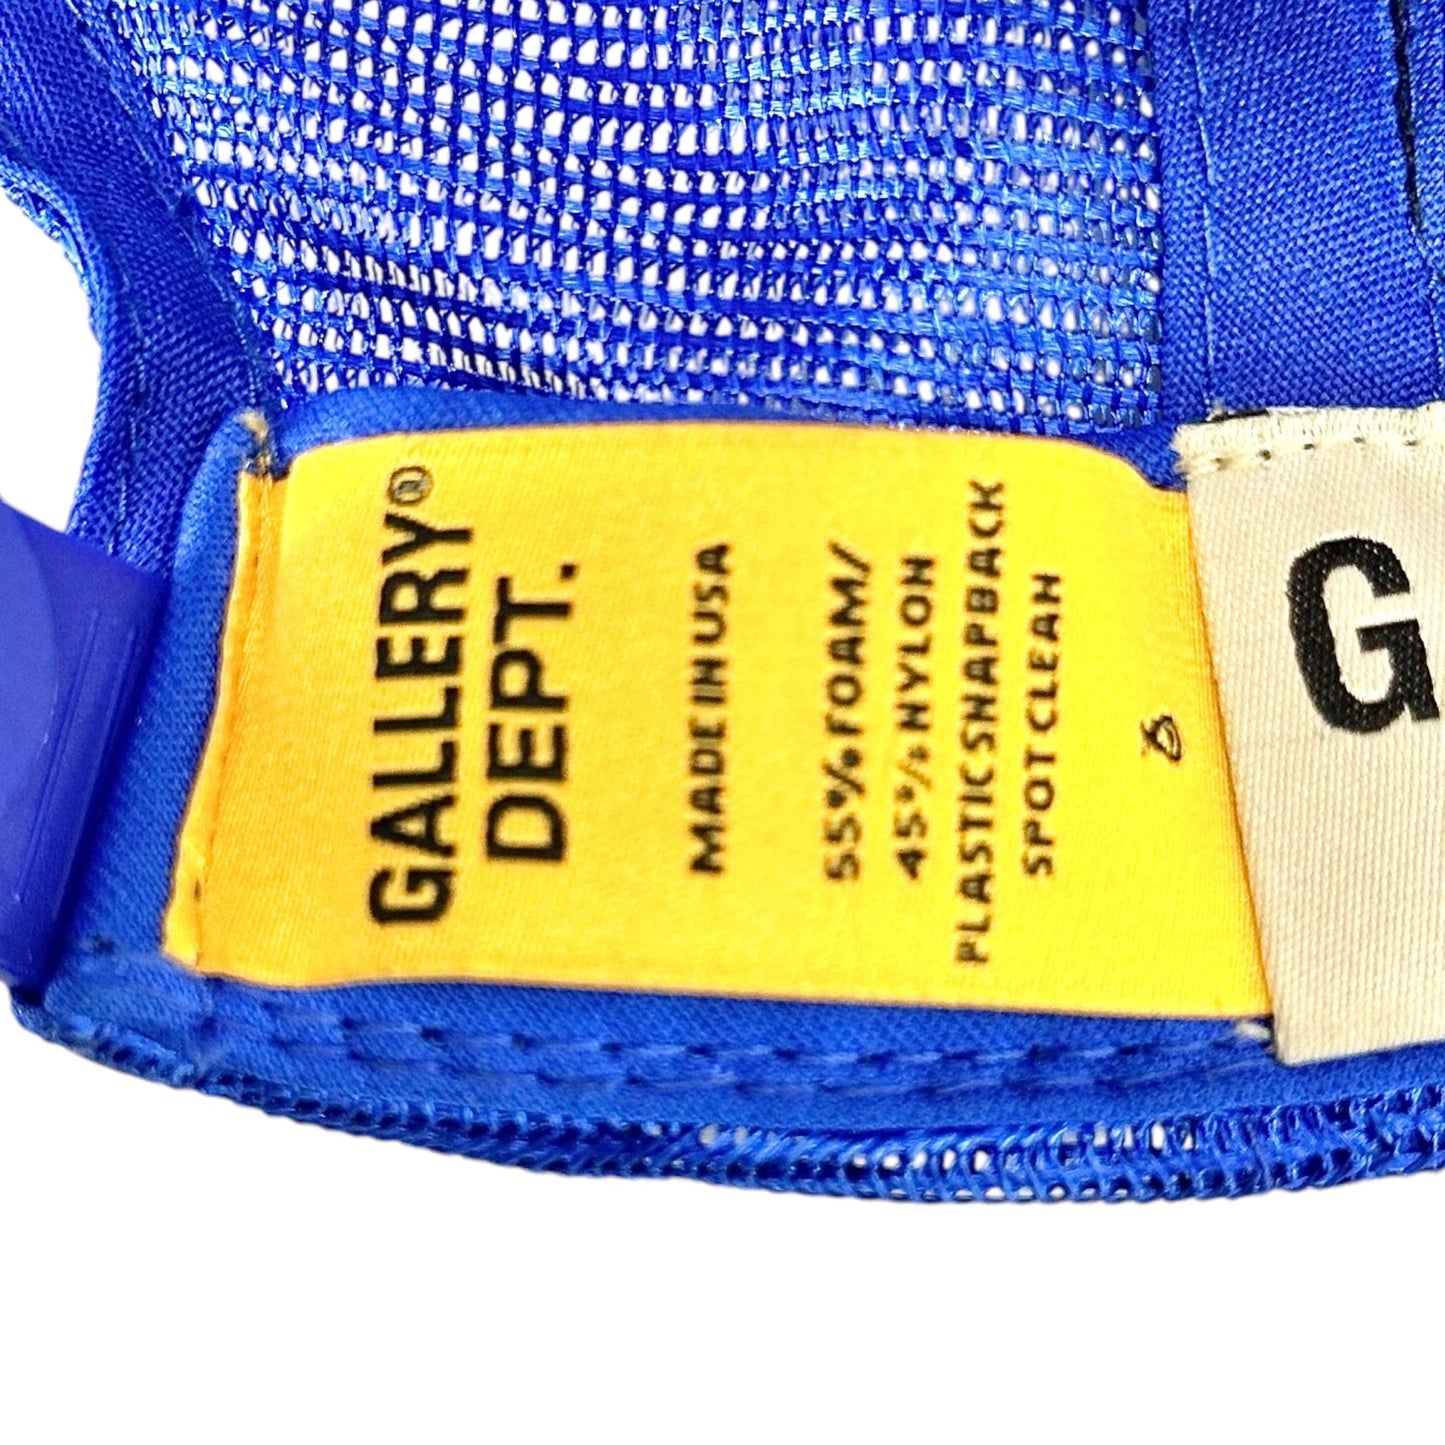 GALLERY®
DEPT.
MADE IN USA
55% FOAM/
45% NYLON
PLASTIC SNAPBACK
SPOT CLEAN
G